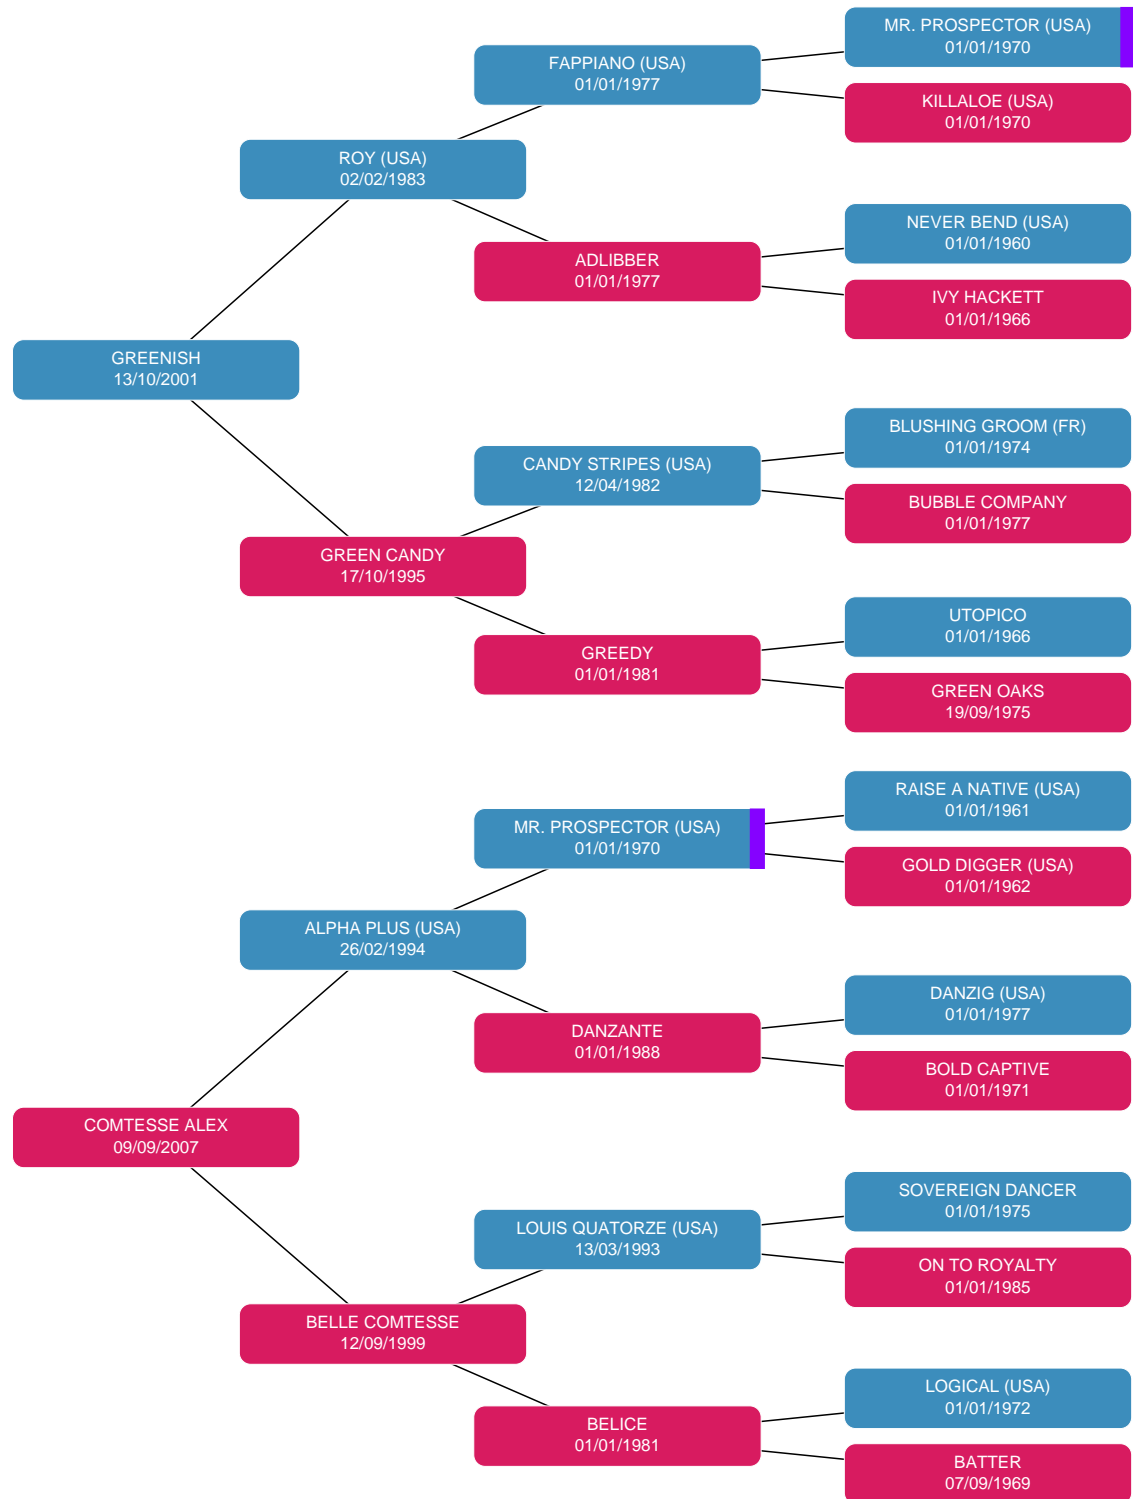 MR. PROSPECTOR (USA)
01/01/1970
FAPPIANO (USA)
01/01/1977
KILLALOE (USA)
01/01/1970
ROY (USA)
02/02/1983
NEVER BEND (USA)
01/01/1960
ADLIBBER
01/01/1977
IVY HACKETT
01/01/1966
GREENISH
13/10/2001
BLUSHING GROOM (FR)
01/01/1974
CANDY STRIPES (USA)
12/04/1982
BUBBLE COMPANY
01/01/1977
GREEN CANDY
17/10/1995
UTOPICO
01/01/1966
GREEDY
01/01/1981
GREEN OAKS
19/09/1975
RAISE A NATIVE (USA)
01/01/1961
MR. PROSPECTOR (USA)
01/01/1970
GOLD DIGGER (USA)
01/01/1962
ALPHA PLUS (USA)
26/02/1994
DANZIG (USA)
01/01/1977
DANZANTE
01/01/1988
BOLD CAPTIVE
01/01/1971
COMTESSE ALEX
09/09/2007
SOVEREIGN DANCER
01/01/1975
LOUIS QUATORZE (USA)
13/03/1993
ON TO ROYALTY
01/01/1985
BELLE COMTESSE
12/09/1999
LOGICAL (USA)
01/01/1972
BELICE
01/01/1981
BATTER
07/09/1969